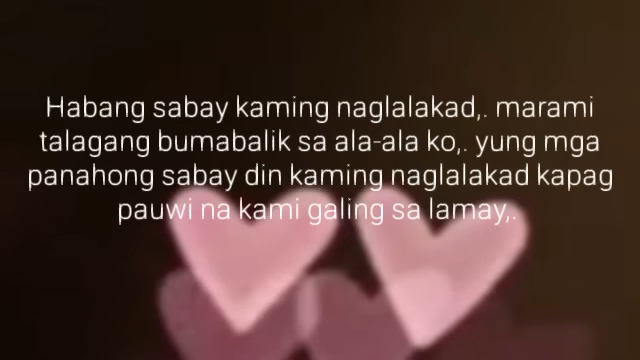 Habang sabay kaming naglalakad,. marami
talagang bumabalik sa ala-ala ko,. yung mga
panahong sabay din kaming naglalakad kapag
pauwi na kami galing sa lamay,.